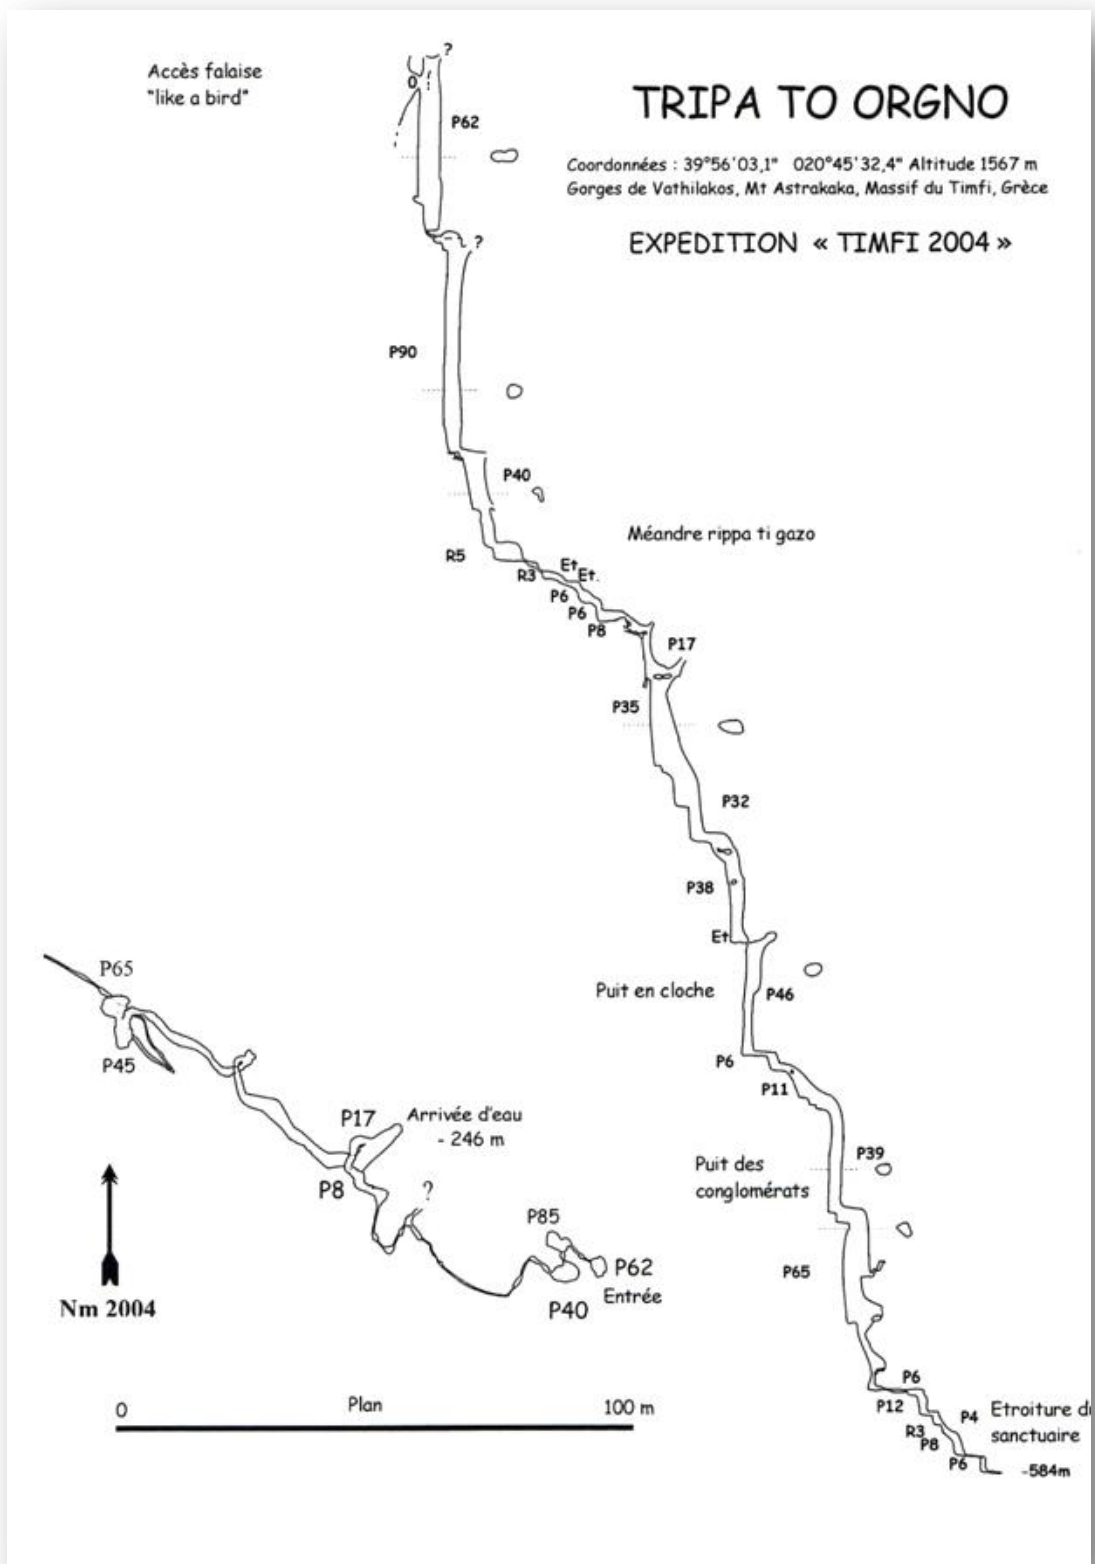 Accès falaise
"like a bird"
TRIPA TO ORGNO
Coordonnées : 39°56'03,1" 020°45'32,4" Altitude 1567 m
Gorges de Vathilakos, Mt Astrakaka, Massif du Timfi, Grèce
EXPEDITION « TIMFI 2004 »
?
0
P62
?
P90
P40
Méandre rippa ti gazo
R5
R3
Et.
Et.
P6
P6
P8
P17
P35
P32
P38
Et
Puit en cloche
P46
P6
P11
Puit des
conglomérats
P39
P65
P6
P12
R3
P8
P4
Etroiture du
sanctuaire
P6
-584m
P65
P45
P17
Arrivée d'eau
- 246 m
P8
?
P85
P62
Entrée
P40
Nm 2004
0
Plan
100 m